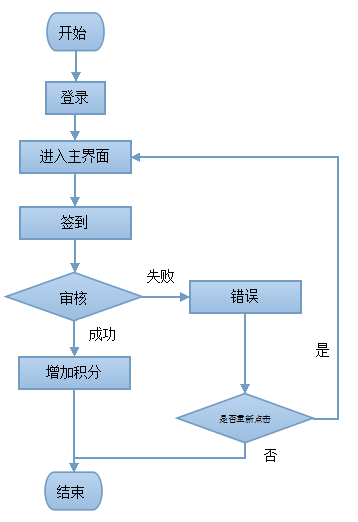 开始
登录
进入主界面
签到
审核
失败
错误
成功
是
增加积分
是否重新点击
否
结束